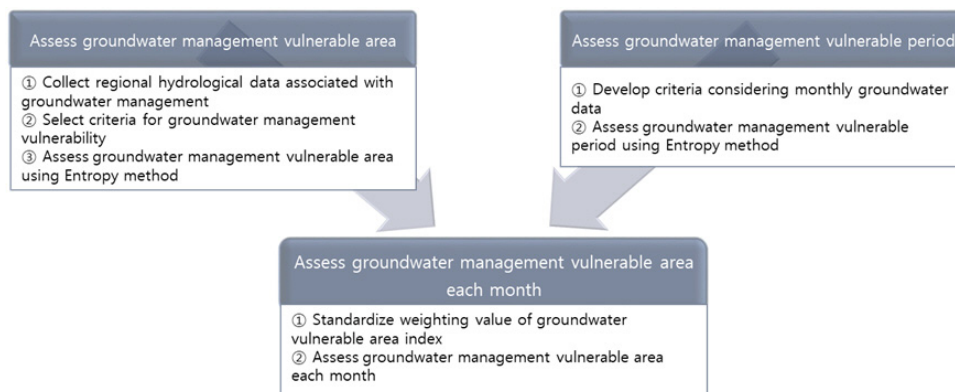 Assess groundwater management vulnerable area
① Collect regional hydrological data associated with
groundwater management
② Select criteria for groundwater management
vulnerability
③ Assess groundwater management vulnerable area
using Entropy method
Assess groundwater management vulnerable period
① Develop criteria considering monthly groundwater
data
② Assess groundwater management vulnerable
period using Entropy method
Assess groundwater management vulnerable area
each month
① Standardize weighting value of groundwater
vulnerable area index
② Assess groundwater management vulnerable area
each month